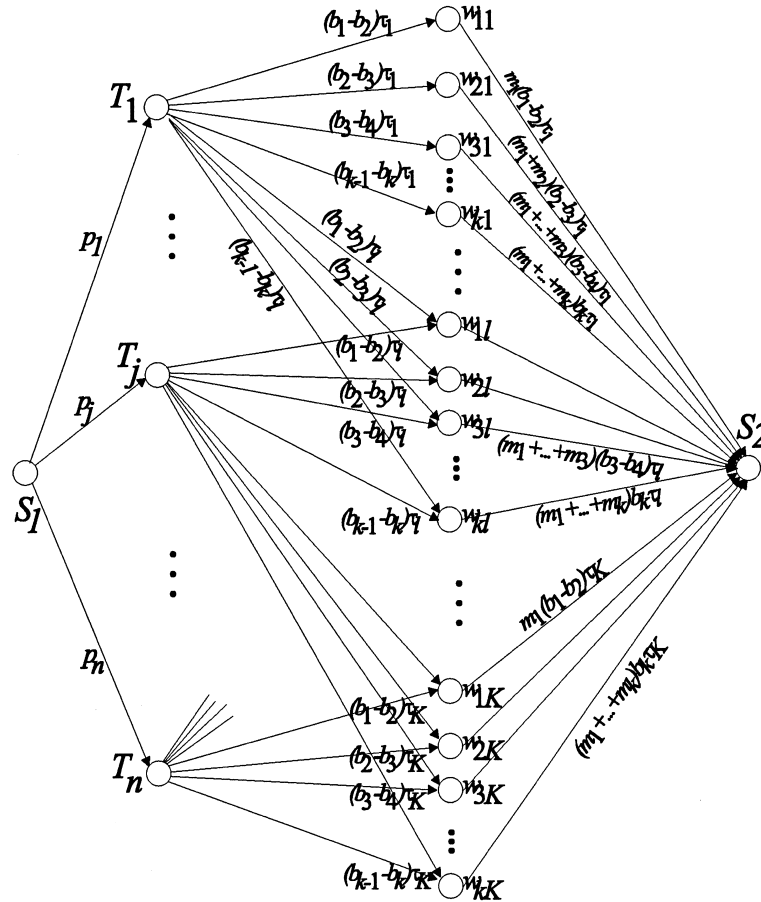 (b1-b2)τ1
w11
(b2-b3)τ1
w21
T1
m1(b1-b2)τ1
(b3-b4)τ1
w31
(m1+m2)(b2-b3)τ1
(bk-1-bk)τ1
wk1
(m1+...+m3)(b3-b4)τ1
p1
(m1+...+mk)bkτ1
(b1-b2)τl
(bk-1-bk)τl
(b2-b3)τl
w1l
Tj
(b1-b2)τl
pj
w2l
(b2-b3)τl
w3l
S2
(b3-b4)τl
(m1+...+m3)(b3-b4)τl
S1
(bk-1-bk)τl
wkl
(m1+...+mk)bkτl
m1(b1-b2)τK
pn
w1K
(b1-b2)τK
(m1+...+mk)bkτK
Tn
(b2-b3)τK
w2K
(b3-b4)τK
w3K
(bk-1-bk)τK
wkK